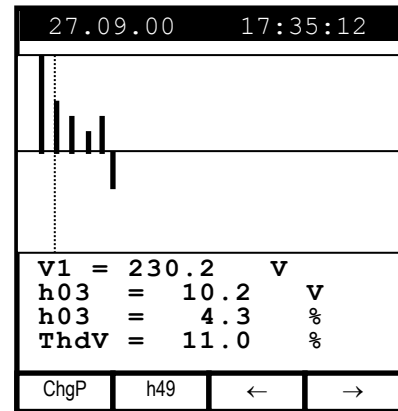 27.09.00 17:35:12
V1 = 230.2 V
h03 = 10.2 V
h03 = 4.3 %
ThdV = 11.0 %
ChgP h49 ← →